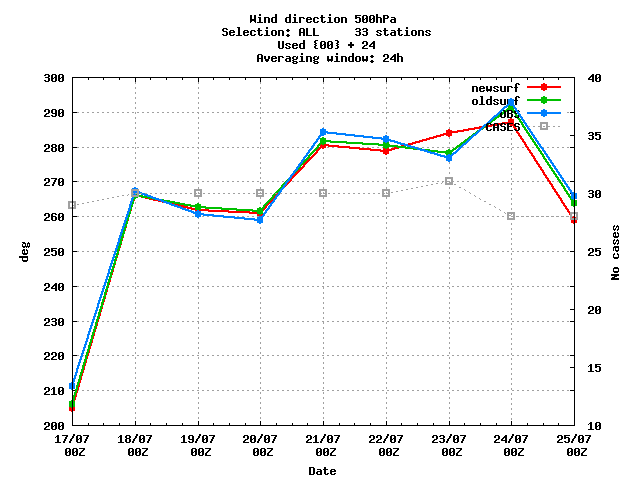 Wind direction 500hPa
Selection: ALL     33 stations
Used {00} + 24
Averaging window: 24h
300
290
280
270
260
250
240
230
220
210
200
40
35
30
25
20
15
10
newsurf
oldsurf
OBS
CASES
deg
No cases
17/07 18/07 19/07 20/07 21/07 22/07 23/07 24/07 25/07
00Z 00Z 00Z 00Z 00Z 00Z 00Z 00Z 00Z
Date